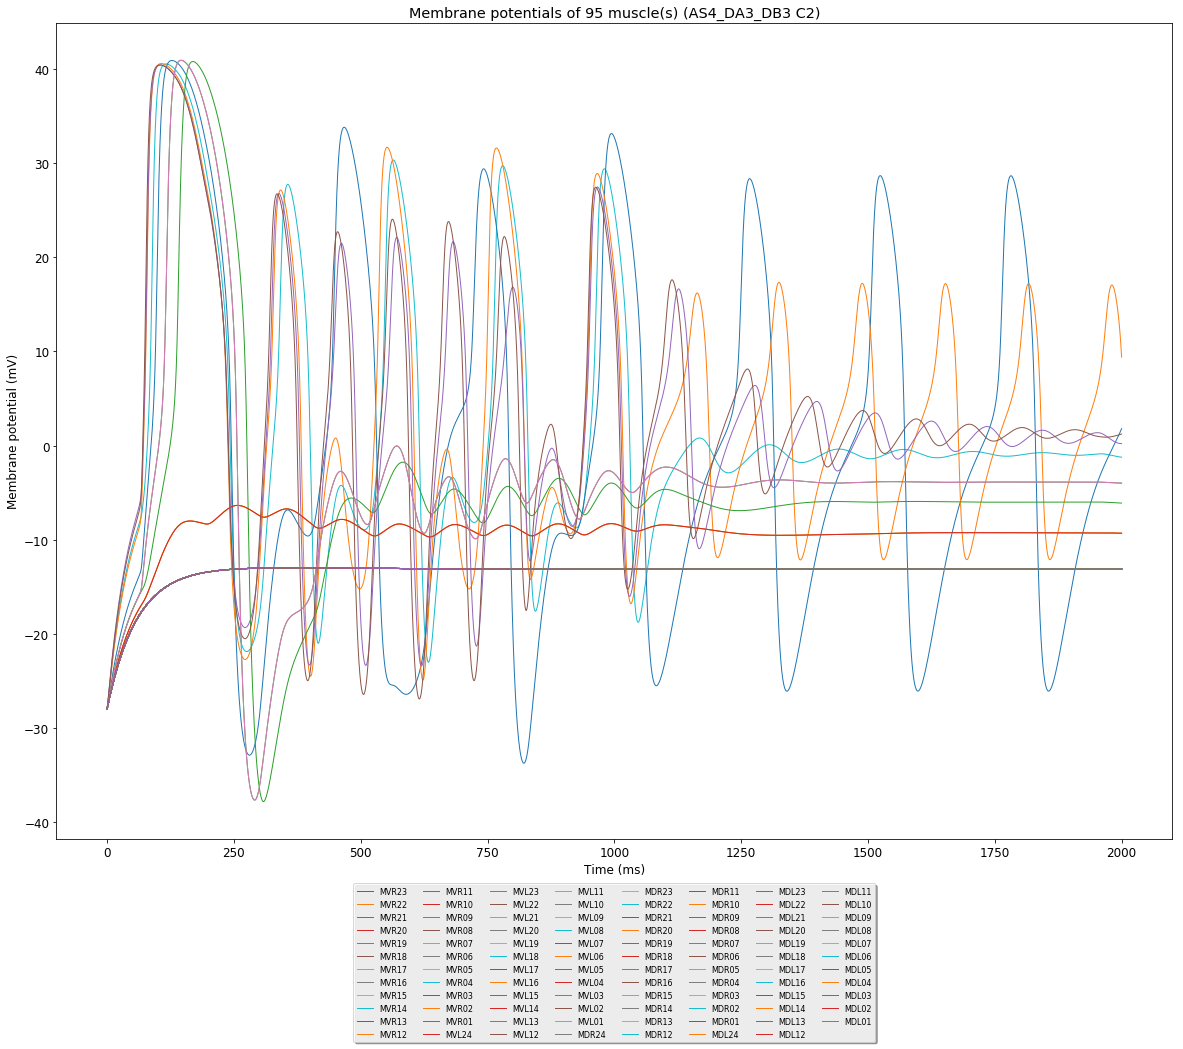 Membrane potentials of 95 muscle(s) (AS4_DA3_DB3 C2)
Membrane potential (mV)
40
30
20
10
0
−10
−20
−30
−40
0 250 500 750 1000 1250 1500 1750 2000
Time (ms)
MVR23 MVR11 MVL23 MVL11 MDR23 MDR11 MDL23 MDL11
MVR22 MVR10 MVL22 MVL10 MDR22 MDR10 MDL22 MDL10
MVR21 MVR09 MVL21 MVL09 MDR21 MDR09 MDL21 MDL09
MVR20 MVR08 MVL20 MVL08 MDR20 MDR08 MDL20 MDL08
MVR19 MVR07 MVL19 MVL07 MDR19 MDR07 MDL19 MDL07
MVR18 MVR06 MVL18 MVL06 MDR18 MDR06 MDL18 MDL06
MVR17 MVR05 MVL17 MVL05 MDR17 MDR05 MDL17 MDL05
MVR16 MVR04 MVL16 MVL04 MDR16 MDR04 MDL16 MDL04
MVR15 MVR03 MVL15 MVL03 MDR15 MDR03 MDL15 MDL03
MVR14 MVR02 MVL14 MVL02 MDR14 MDR02 MDL14 MDL02
MVR13 MVR01 MVL13 MVL01 MDR13 MDR01 MDL13 MDL01
MVR12 MVL24 MVL12 MDR24 MDR12 MDL24 MDL12